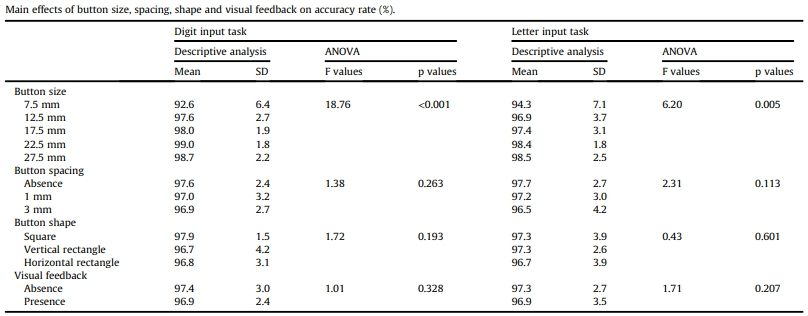 Main effects of button size, spacing, shape and visual feedback on accuracy rate (%).
Digit input task Letter input task
Descriptive analysis ANOVA Descriptive analysis ANOVA
Mean SD F values p values Mean SD F values p values
Button size
7.5 mm 92.6 6.4 18.76 <0.001 94.3 7.1 6.20 0.005
12.5 mm 97.6 2.7 96.9 3.7
17.5 mm 98.0 1.9 97.4 3.1
22.5 mm 99.0 1.8 98.4 1.8
27.5 mm 98.7 2.2 98.5 2.5
Button spacing
Absence 97.6 2.4 1.38 0.263 97.7 2.7 2.31 0.113
1 mm 97.0 3.2 97.2 3.0
3 mm 96.9 2.7 96.5 4.2
Button shape
Square 97.9 1.5 1.72 0.193 97.3 3.9 0.43 0.601
Vertical rectangle 96.7 4.2 97.3 2.6
Horizontal rectangle 96.8 3.1 96.7 3.9
Visual feedback
Absence 97.4 3.0 1.01 0.328 97.3 2.7 1.71 0.207
Presence 96.9 2.4 96.9 3.5